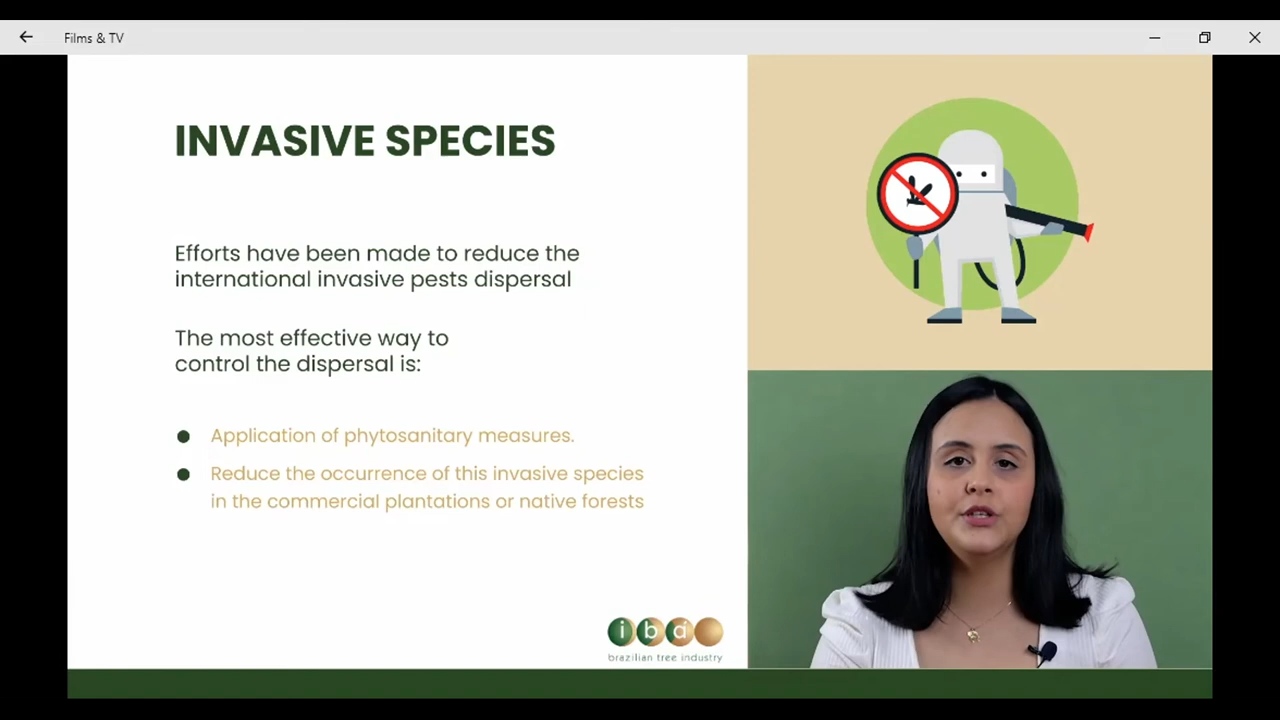 Films & TV
INVASIVE SPECIES
Efforts have been made to reduce the
international invasive pests dispersal
The most effective way to
control the dispersal is:
Application of phytosanitary measures.
Reduce the occurrence of this invasive species
in the commercial plantations or native forests
ibá
brazilian tree industry